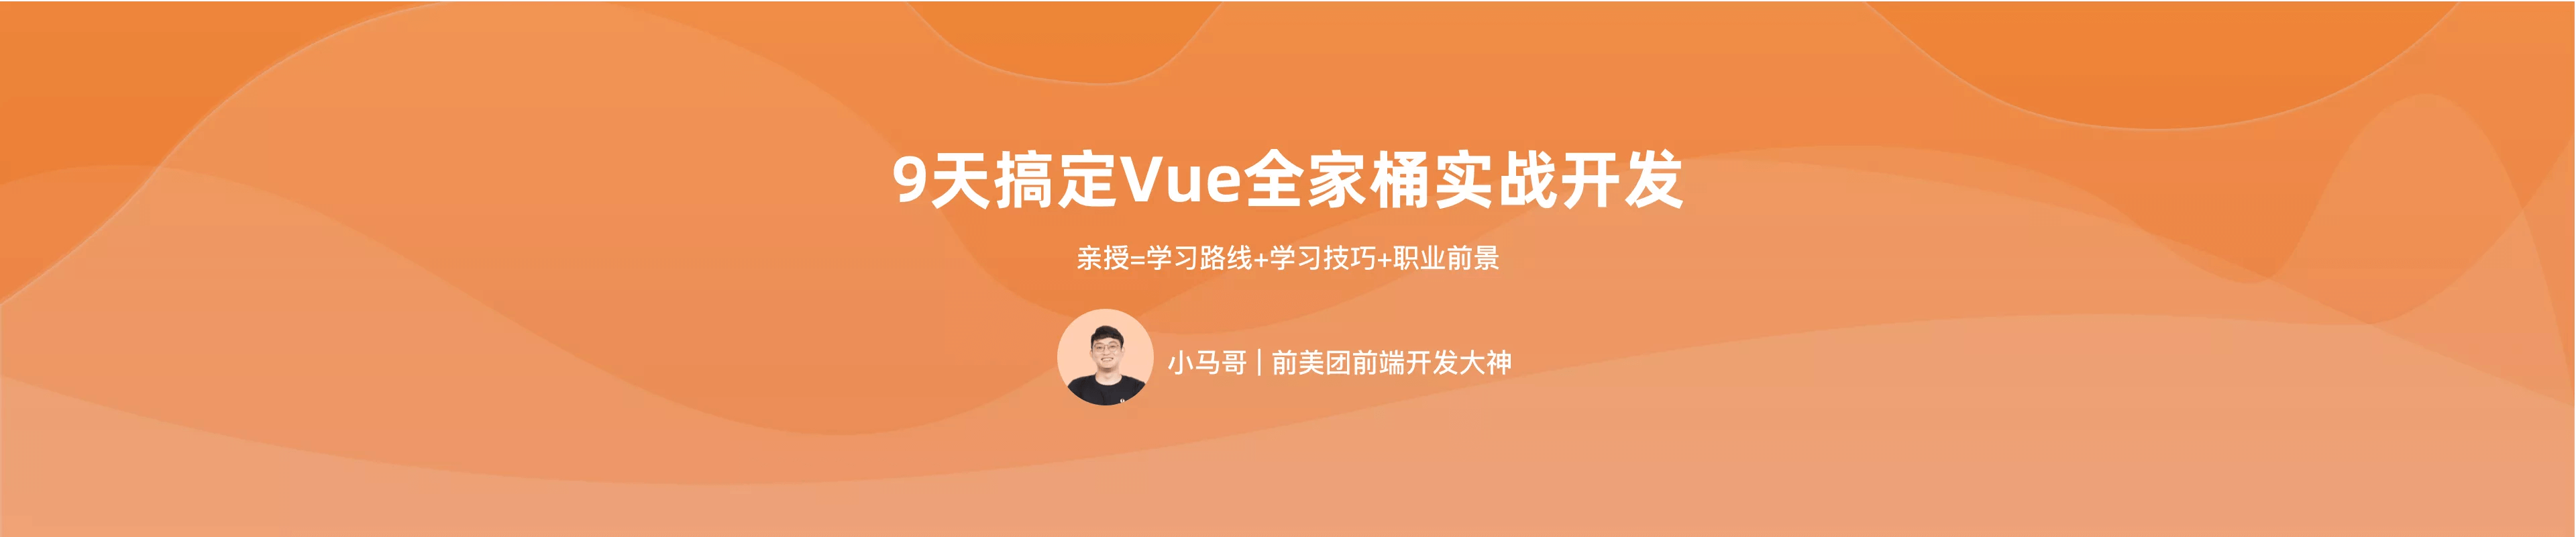 9天搞定Vue全家桶实战开发
亲授=学习路线+学习技巧+职业前景
小马哥 | 前美团前端开发大神